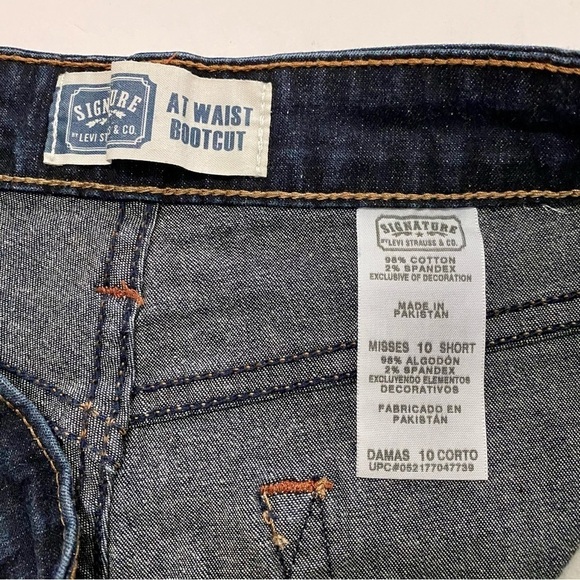 SIGNATURE
BY LEVI STRAUSS & CO.
AT WAIST
BOOTCUT
SIGNATURE
BY LEVI STRAUSS & CO.
98% COTTON
2% SPANDEX
EXCLUSIVE OF DECORATION
MADE IN
PAKISTAN
MISSES 10 SHORT
98% ALGODÓN
2% SPANDEX
EXCLUYENDO ELEMENTOS
DECORATIVOS
FABRICADO EN
PAKISTÁN
DAMAS 10 CORTO
UPC#052177047739